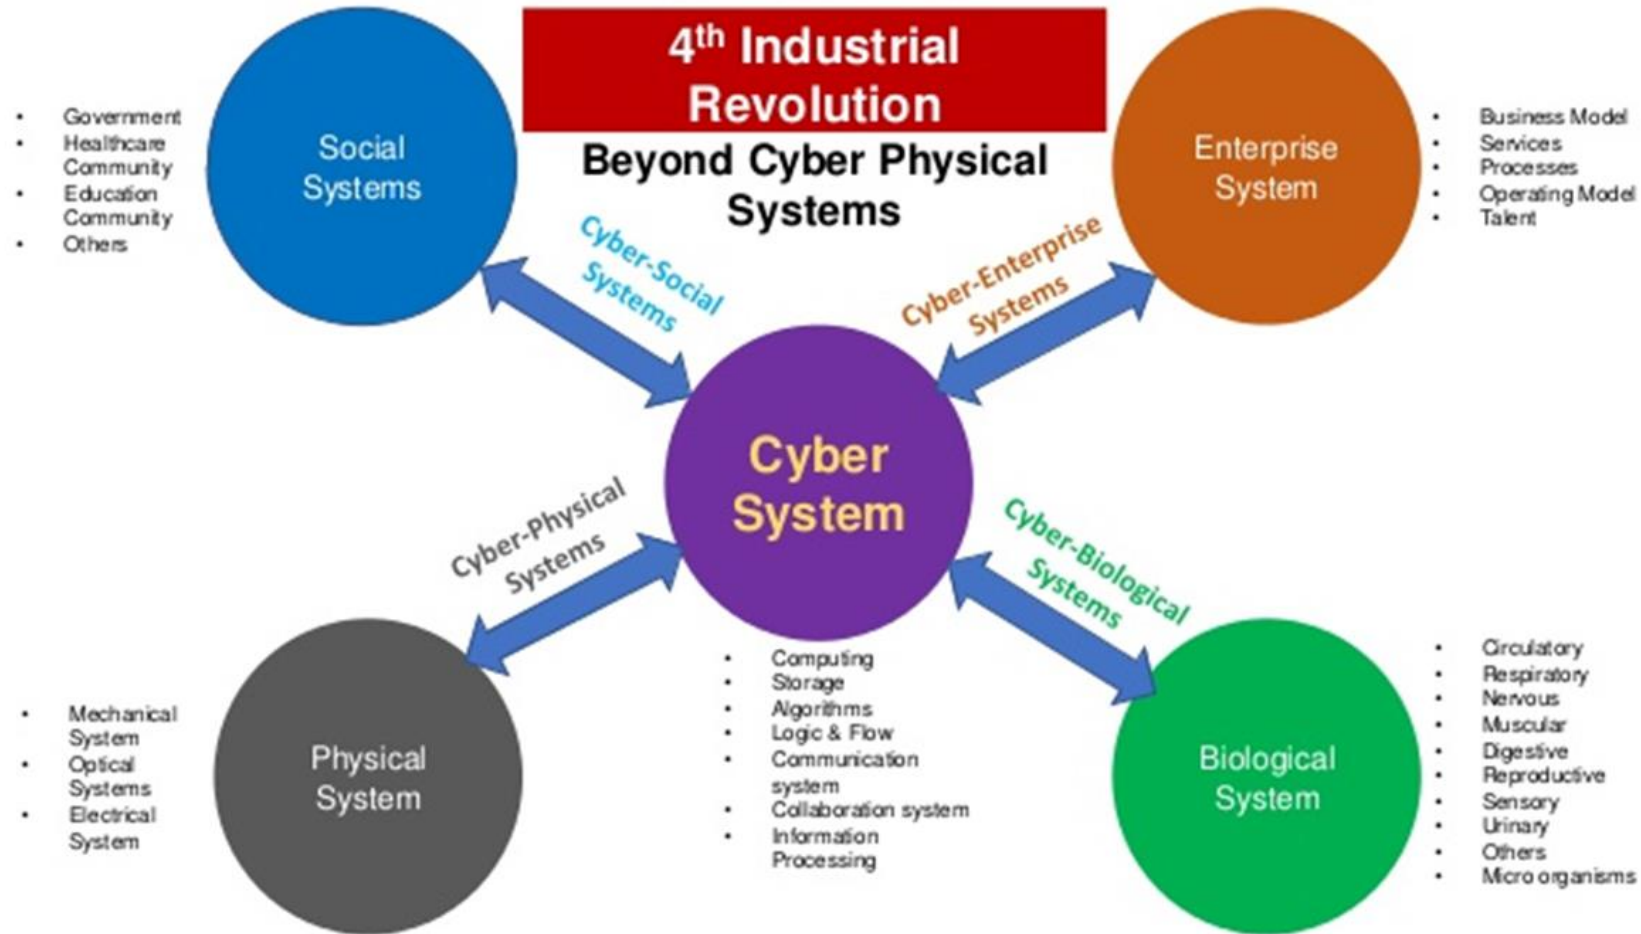 4th Industrial
Revolution
Beyond Cyber Physical
Systems
Social
Systems
• Government
• Healthcare
Community
• Education
Community
• Others
Enterprise
System
• Business Model
• Services
• Processes
• Operating Model
• Talent
Cyber-Social
Systems
Cyber-Enterprise
Systems
Cyber
System
Cyber-Physical
Systems
Cyber-Biological
Systems
• Computing
• Storage
• Algorithms
• Logic & Flow
• Communication
system
• Collaboration system
• Information
Processing
Physical
System
• Mechanical
System
• Optical
Systems
• Electrical
System
Biological
System
• Circulatory
• Respiratory
• Nervous
• Muscular
• Digestive
• Reproductive
• Sensory
• Urinary
• Others
• Micro organisms